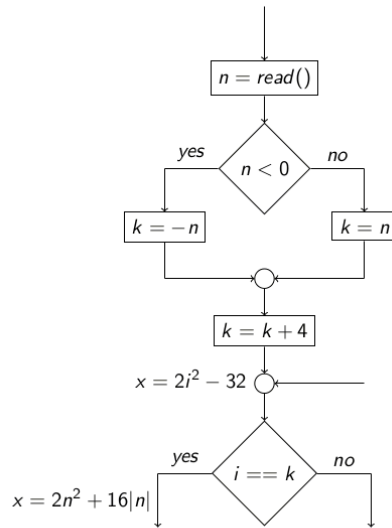 n = read()
yes
n < 0
no
k = −n
k = n
k = k + 4
x = 2i² − 32
yes
i == k
no
x = 2n² + 16|n|